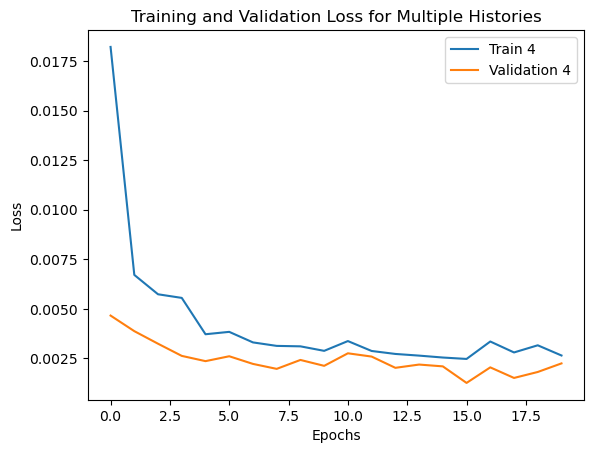 Training and Validation Loss for Multiple Histories
Train 4
Validation 4
0.0175
0.0150
0.0125
0.0100
0.0075
0.0050
0.0025
Loss
0.0 2.5 5.0 7.5 10.0 12.5 15.0 17.5
Epochs